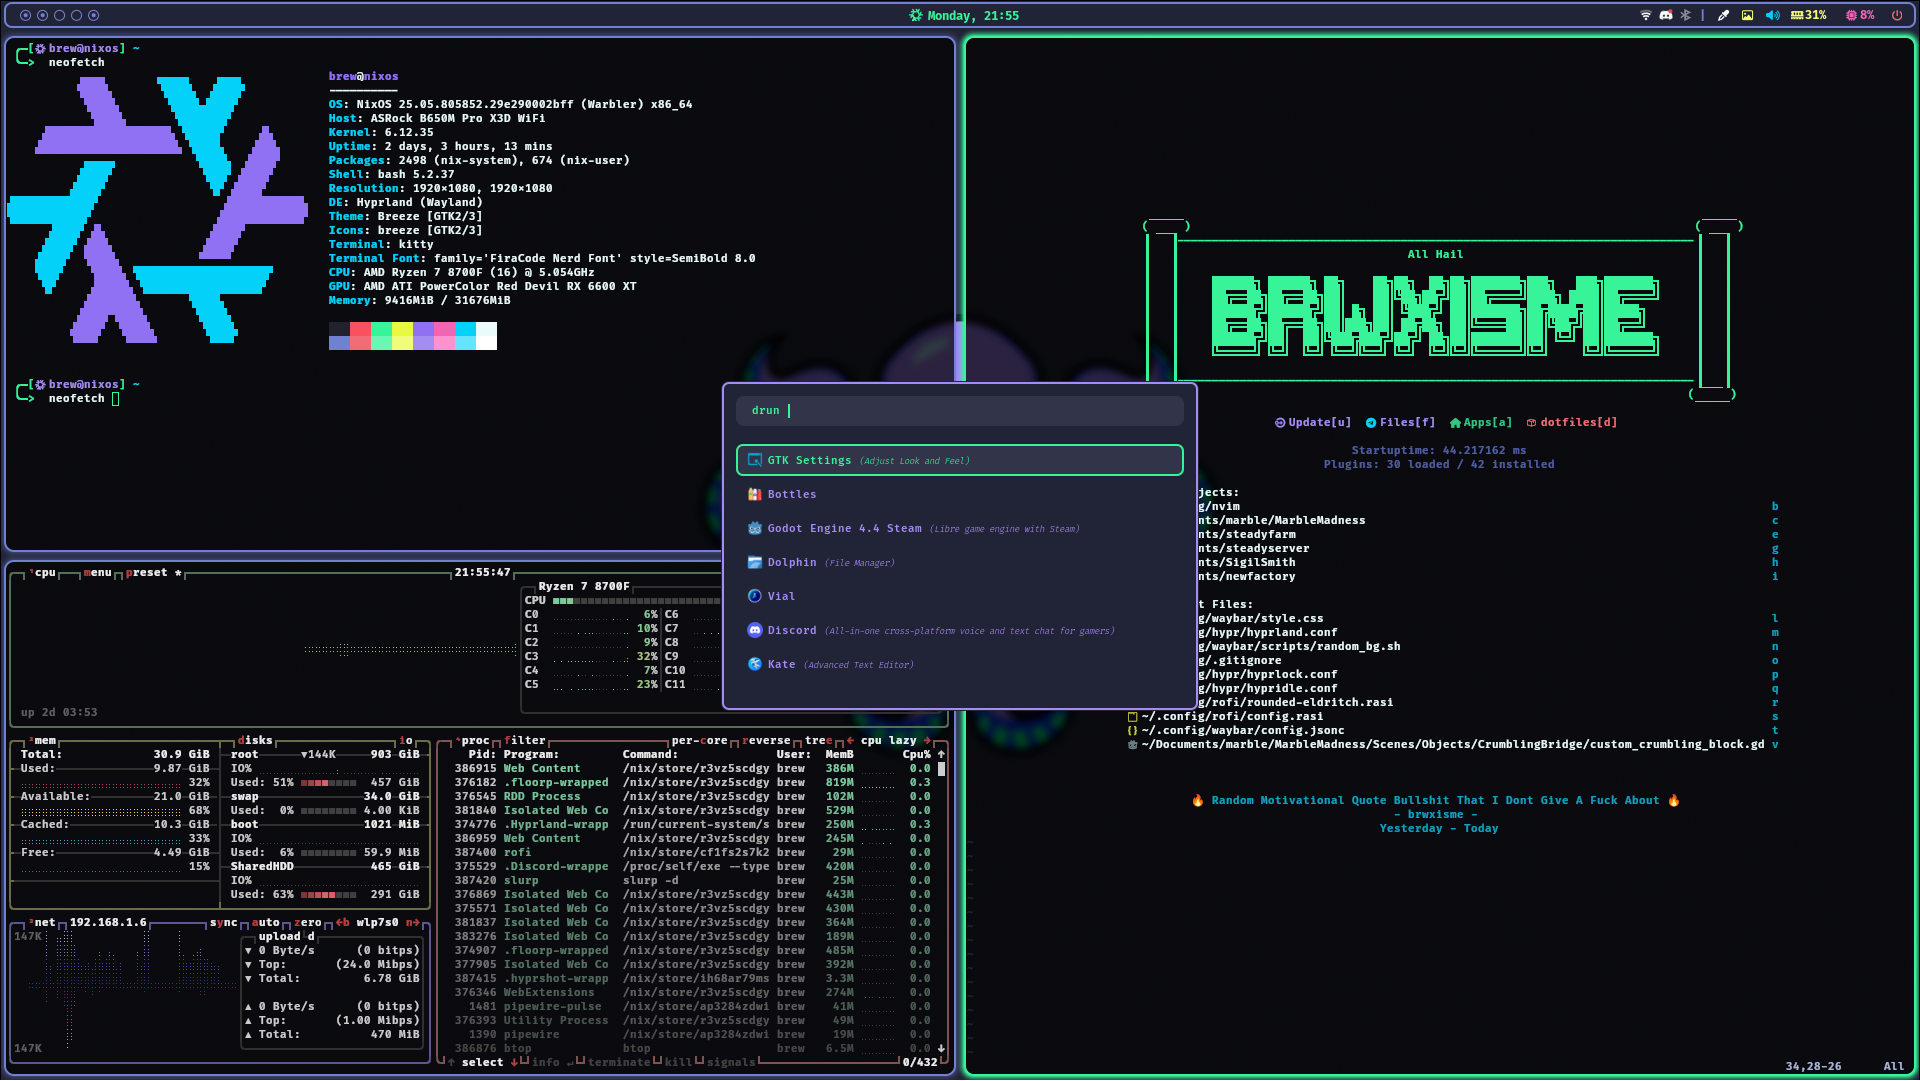 Monday, 21:55
31%
8%
[brew@nixos] ~
neofetch
brew@nixos
----------
OS: NixOS 25.05.805852.29e290002bff (Warbler) x86_64
Host: ASRock B650M Pro X3D WiFi
Kernel: 6.12.35
Uptime: 2 days, 3 hours, 13 mins
Packages: 2498 (nix-system), 674 (nix-user)
Shell: bash 5.2.37
Resolution: 1920×1080, 1920×1080
DE: Hyprland (Wayland)
Theme: Breeze [GTK2/3]
Icons: breeze [GTK2/3]
Terminal: kitty
Terminal Font: family='FiraCode Nerd Font' style=SemiBold 8.0
CPU: AMD Ryzen 7 8700F (16) @ 5.054GHz
GPU: AMD ATI PowerColor Red Devil RX 6600 XT
Memory: 9416MiB / 31676MiB
[brew@nixos] ~
neofetch
drun
GTK Settings (Adjust Look and Feel)
Bottles
Godot Engine 4.4 Steam (Libre game engine with Steam)
Dolphin (File Manager)
Vial
Discord (All-in-one cross-platform voice and text chat for gamers)
Kate (Advanced Text Editor)
¹cpu menu preset * 21:55:47
Ryzen 7 8700F
CPU
C0 6% C6
C1 10% C7
C2 9% C8
C3 32% C9
C4 7% C10
C5 23% C11
up 2d 03:53
²mem
Total: 30.9 GiB
Used: 9.87 GiB
32%
Available: 21.0 GiB
68%
Cached: 10.3 GiB
33%
Free: 4.49 GiB
15%
disks io
root ▼144K 903 GiB
IO%
Used: 51% 457 GiB
swap 34.0 GiB
Used: 0% 4.00 KiB
boot 1021 MiB
IO%
Used: 6% 59.9 MiB
SharedHDD 465 GiB
IO%
Used: 63% 291 GiB
³net 192.168.1.6 sync auto zero ←b wlp7s0 n→
147K
upload d
▼ 0 Byte/s (0 bitps)
▼ Top: (24.0 Mibps)
▼ Total: 6.78 GiB
▲ 0 Byte/s (0 bitps)
▲ Top: (1.00 Mibps)
▲ Total: 470 MiB
147K
⁴proc filter per-core reverse tree ← cpu lazy →
Pid: Program: Command: User: MemB Cpu% ↑
386915 Web Content /nix/store/r3vz5scdgy brew 386M 0.0
376182 .floorp-wrapped /nix/store/r3vz5scdgy brew 819M 0.3
376545 RDD Process /nix/store/r3vz5scdgy brew 102M 0.0
381840 Isolated Web Co /nix/store/r3vz5scdgy brew 529M 0.0
374776 .Hyprland-wrapp /run/current-system/s brew 250M 0.3
386959 Web Content /nix/store/r3vz5scdgy brew 245M 0.0
387400 rofi /nix/store/cf1fs2s7k2 brew 29M 0.0
375529 .Discord-wrappe /proc/self/exe --type brew 420M 0.0
387420 slurp slurp -d brew 25M 0.0
376869 Isolated Web Co /nix/store/r3vz5scdgy brew 443M 0.0
375571 Isolated Web Co /nix/store/r3vz5scdgy brew 430M 0.0
381837 Isolated Web Co /nix/store/r3vz5scdgy brew 364M 0.0
383276 Isolated Web Co /nix/store/r3vz5scdgy brew 189M 0.0
374907 .floorp-wrapped /nix/store/r3vz5scdgy brew 485M 0.0
377905 Isolated Web Co /nix/store/r3vz5scdgy brew 392M 0.0
387415 .hyprshot-wrapp /nix/store/ih68ar79ms brew 3.3M 0.0
376346 WebExtensions /nix/store/r3vz5scdgy brew 274M 0.0
1481 pipewire-pulse /nix/store/ap3284zdwi brew 41M 0.0
376393 Utility Process /nix/store/r3vz5scdgy brew 49M 0.0
1390 pipewire /nix/store/ap3284zdwi brew 19M 0.0
386876 btop btop brew 6.5M 0.0 ↓
↑ select ↓ info ↵ terminate kill signals 0/432
All Hail
BRWXISME
Update[u] Files[f] Apps[a] dotfiles[d]
Startuptime: 44.217162 ms
Plugins: 30 loaded / 42 installed
jects:
g/nvim b
nts/marble/MarbleMadness c
nts/steadyfarm e
nts/steadyserver g
nts/SigilSmith h
nts/newfactory i
t Files:
g/waybar/style.css l
g/hypr/hyprland.conf m
g/waybar/scripts/random_bg.sh n
g/.gitignore o
g/hypr/hyprlock.conf p
g/hypr/hypridle.conf q
g/rofi/rounded-eldritch.rasi r
~/.config/rofi/config.rasi s
~/.config/waybar/config.jsonc t
~/Documents/marble/MarbleMadness/Scenes/Objects/CrumblingBridge/custom_crumbling_block.gd v
🔥 Random Motivational Quote Bullshit That I Dont Give A Fuck About 🔥
- brwxisme -
Yesterday - Today
34,28-26 All